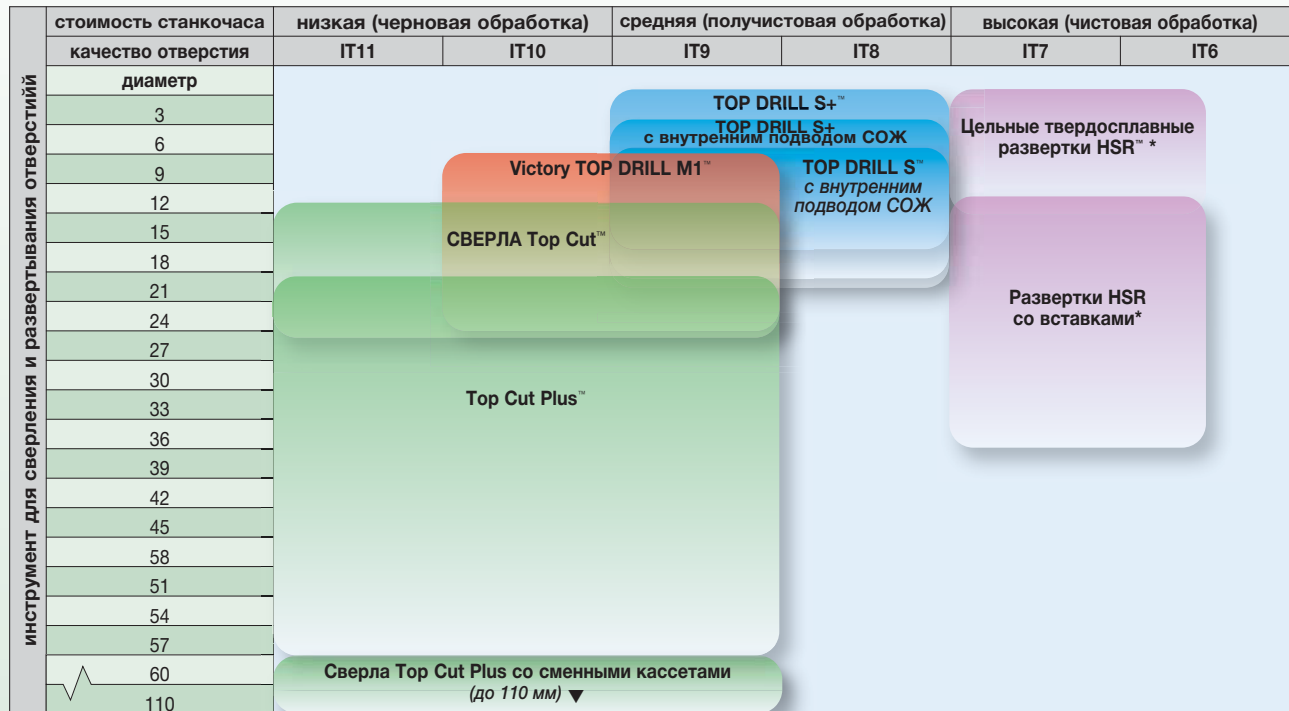 стоимость станкочаса
низкая (черновая обработка)
средняя (получистовая обработка)
высокая (чистовая обработка)
качество отверстия
IT11
IT10
IT9
IT8
IT7
IT6
инструмент для сверления и развертывания отверстийй
диаметр
3
6
9
12
15
18
21
24
27
30
33
36
39
42
45
58
51
54
57
60
110
TOP DRILL S+™
TOP DRILL S+
с внутренним подводом СОЖ
TOP DRILL S™
с внутренним
подводом СОЖ
Цельные твердосплавные
развертки HSR™ *
Victory TOP DRILL M1™
СВЕРЛА Top Cut™
Развертки HSR
со вставками*
Top Cut Plus™
Сверла Top Cut Plus со сменными кассетами
(до 110 мм) ▼